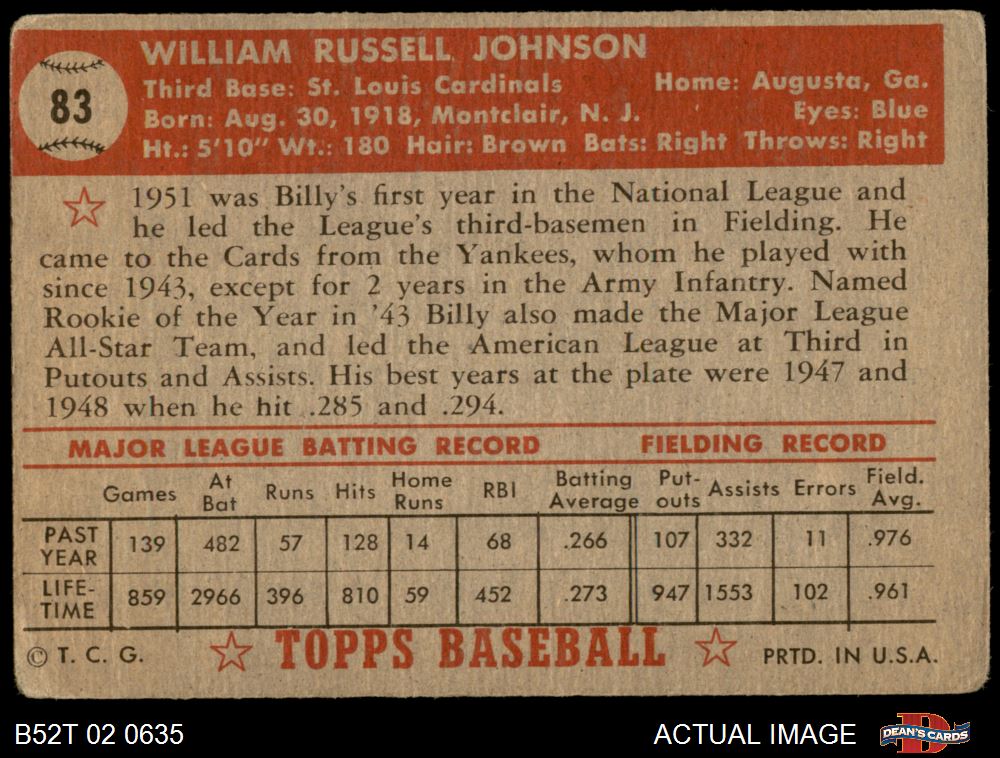 83
WILLIAM RUSSELL JOHNSON
Third Base: St. Louis Cardinals Home: Augusta, Ga.
Born: Aug. 30, 1918, Montclair, N. J. Eyes: Blue
Ht.: 5'10" Wt.: 180 Hair: Brown Bats: Right Throws: Right
1951 was Billy's first year in the National League and
he led the League's third-basemen in Fielding. He
came to the Cards from the Yankees, whom he played with
since 1943, except for 2 years in the Army Infantry. Named
Rookie of the Year in '43 Billy also made the Major League
All-Star Team, and led the American League at Third in
Putouts and Assists. His best years at the plate were 1947 and
1948 when he hit .285 and .294.
MAJOR LEAGUE BATTING RECORD FIELDING RECORD
Games At Bat Runs Hits Home Runs RBI Batting Average Put-outs Assists Errors Field. Avg.
PAST YEAR 139 482 57 128 14 68 .266 107 332 11 .976
LIFE-TIME 859 2966 396 810 59 452 .273 947 1553 102 .961
© T. C. G. TOPPS BASEBALL PRTD. IN U.S.A.
B52T 02 0635 ACTUAL IMAGE DEAN'S CARDS